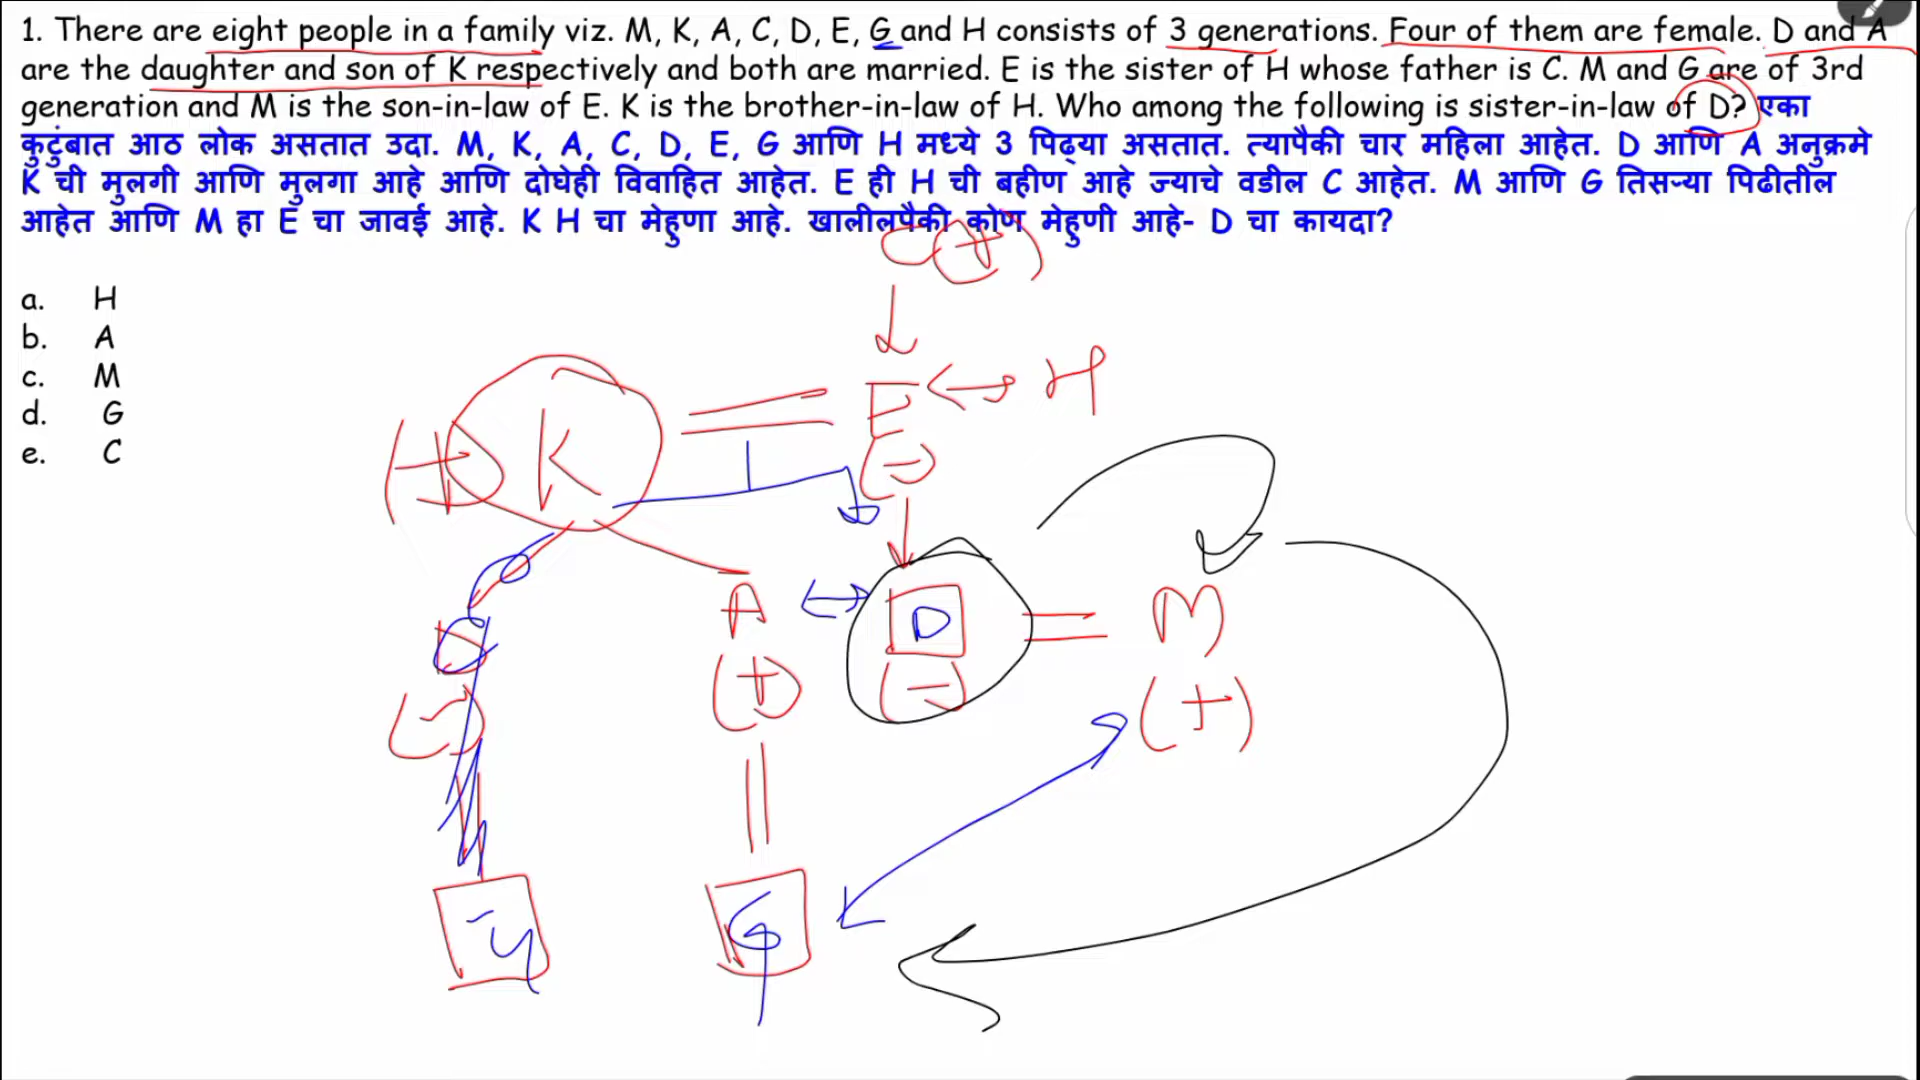 1. There are eight people in a family viz. M, K, A, C, D, E, G and H consists of 3 generations. Four of them are female. D and A
are the daughter and son of K respectively and both are married. E is the sister of H whose father is C. M and G are of 3rd
generation and M is the son-in-law of E. K is the brother-in-law of H. Who among the following is sister-in-law of D? एका
कुटुंबात आठ लोक असतात उदा. M, K, A, C, D, E, G आणि H मध्ये 3 पिढ्या असतात. त्यापैकी चार महिला आहेत. D आणि A अनुक्रमे
K ची मुलगी आणि मुलगा आहे आणि दोघेही विवाहित आहेत. E ही H ची बहीण आहे ज्याचे वडील C आहेत. M आणि G तिसऱ्या पिढीतील
आहेत आणि M हा E चा जावई आहे. K H चा मेहुणा आहे. खालीलपैकी कोण मेहुणी आहे- D चा कायदा?
a. H
b. A
c. M
d. G
e. C
(+)
K E H
(-)
A D M
(+) (-) (+)
G